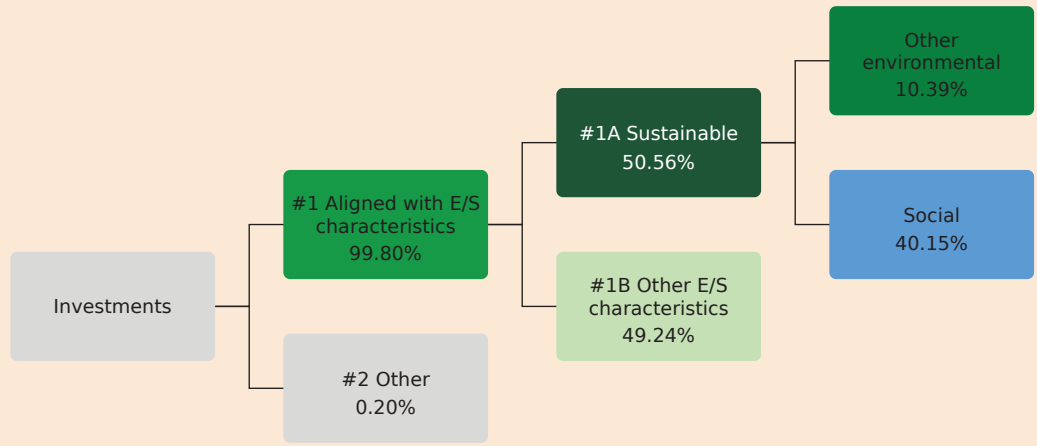 Investments
#1 Aligned with E/S
characteristics
99.80%
#2 Other
0.20%
#1A Sustainable
50.56%
#1B Other E/S
characteristics
49.24%
Other
environmental
10.39%
Social
40.15%